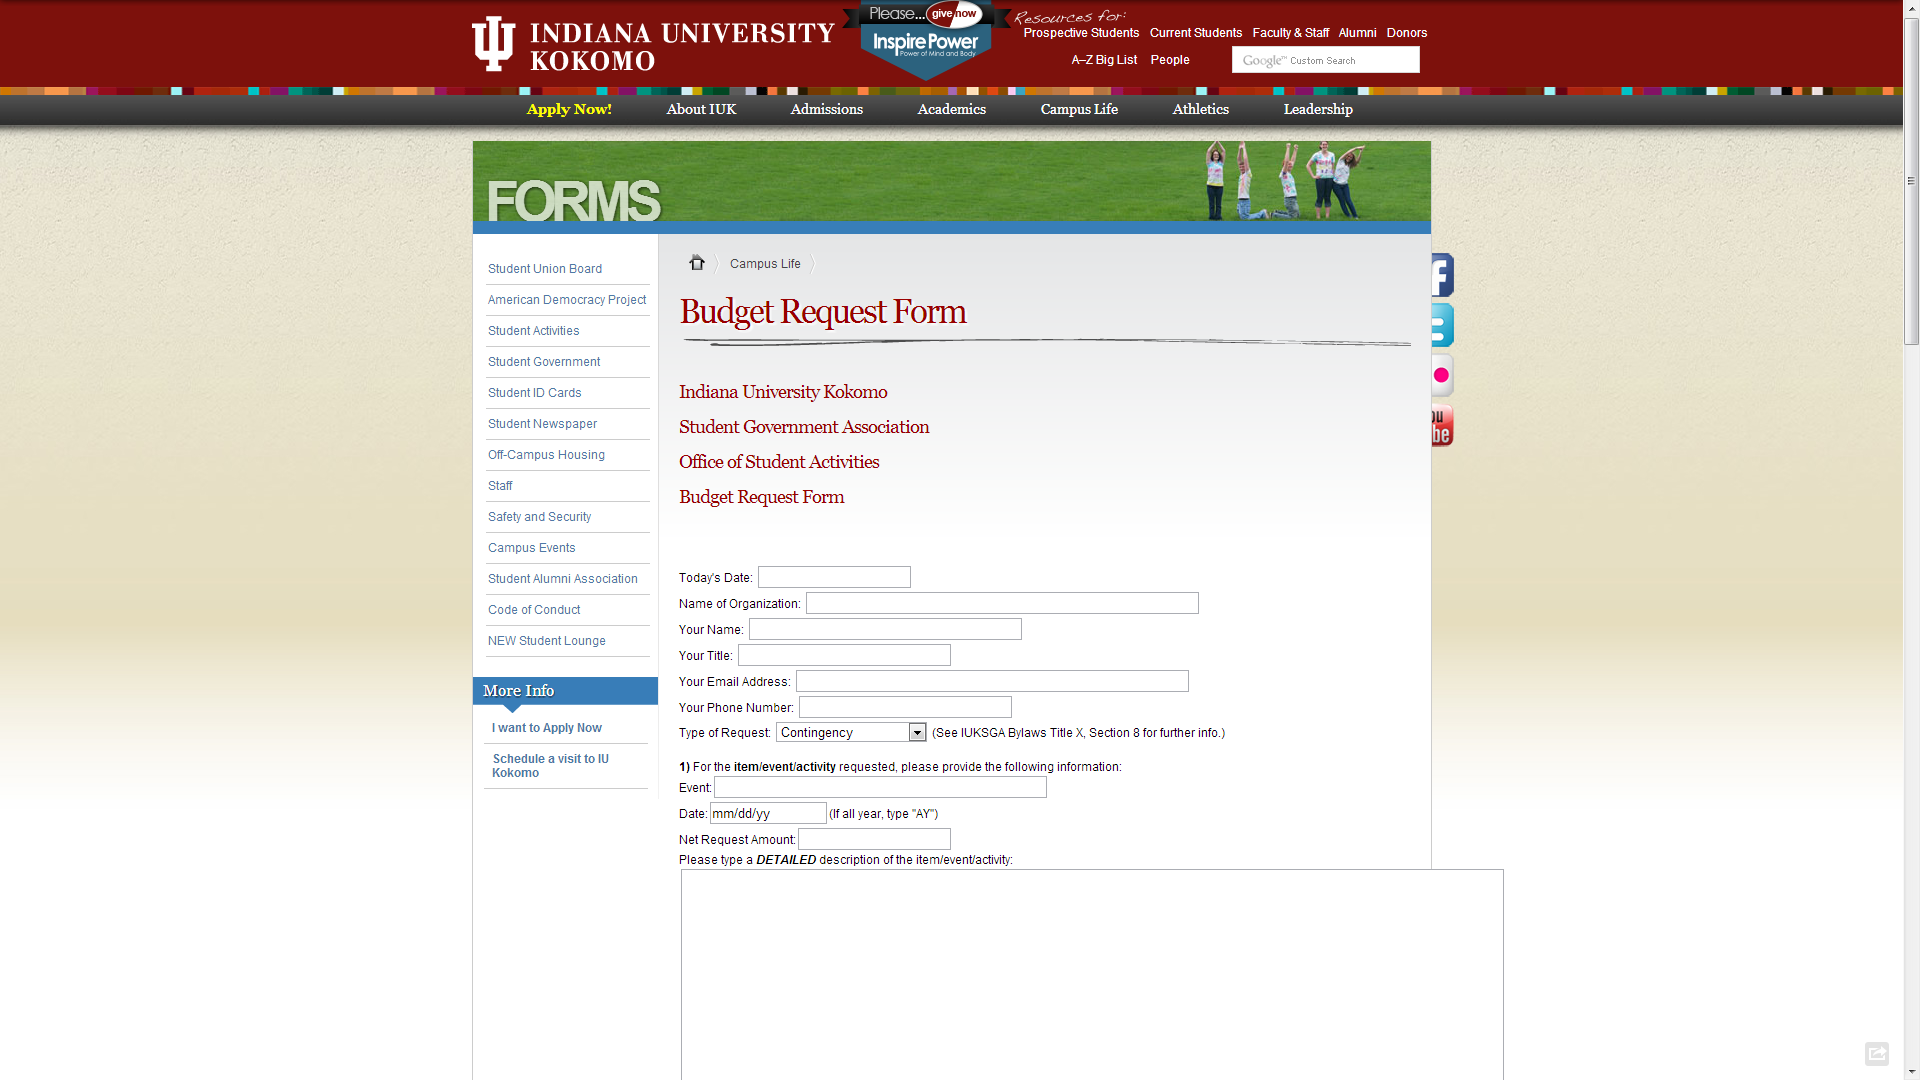 INDIANA UNIVERSITY
KOKOMO
Please... give now
Inspire Power
Power of Mind and Body
Resources for:
Prospective Students Current Students Faculty & Staff Alumni Donors
A–Z Big List People
Google™ Custom Search
Apply Now! About IUK Admissions Academics Campus Life Athletics Leadership
FORMS
Student Union Board
American Democracy Project
Student Activities
Student Government
Student ID Cards
Student Newspaper
Off-Campus Housing
Staff
Safety and Security
Campus Events
Student Alumni Association
Code of Conduct
NEW Student Lounge
More Info
I want to Apply Now
Schedule a visit to IU
Kokomo
Campus Life
Budget Request Form
Indiana University Kokomo
Student Government Association
Office of Student Activities
Budget Request Form
Today's Date:
Name of Organization:
Your Name:
Your Title:
Your Email Address:
Your Phone Number:
Type of Request: Contingency (See IUKSGA Bylaws Title X, Section 8 for further info.)
1) For the item/event/activity requested, please provide the following information:
Event:
Date: mm/dd/yy (If all year, type "AY")
Net Request Amount:
Please type a DETAILED description of the item/event/activity: